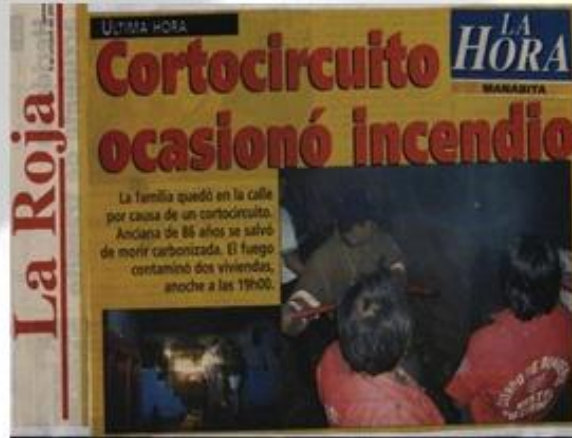 La Roja
ULTIMA HORA
LA
HORA
MANABITA
Cortocircuito
ocasionó incendio
La familia quedó en la calle
por causa de un cortocircuito.
Anciana de 86 años se salvó
de morir carbonizada. El fuego
contaminó dos viviendas,
anoche a las 19h00.